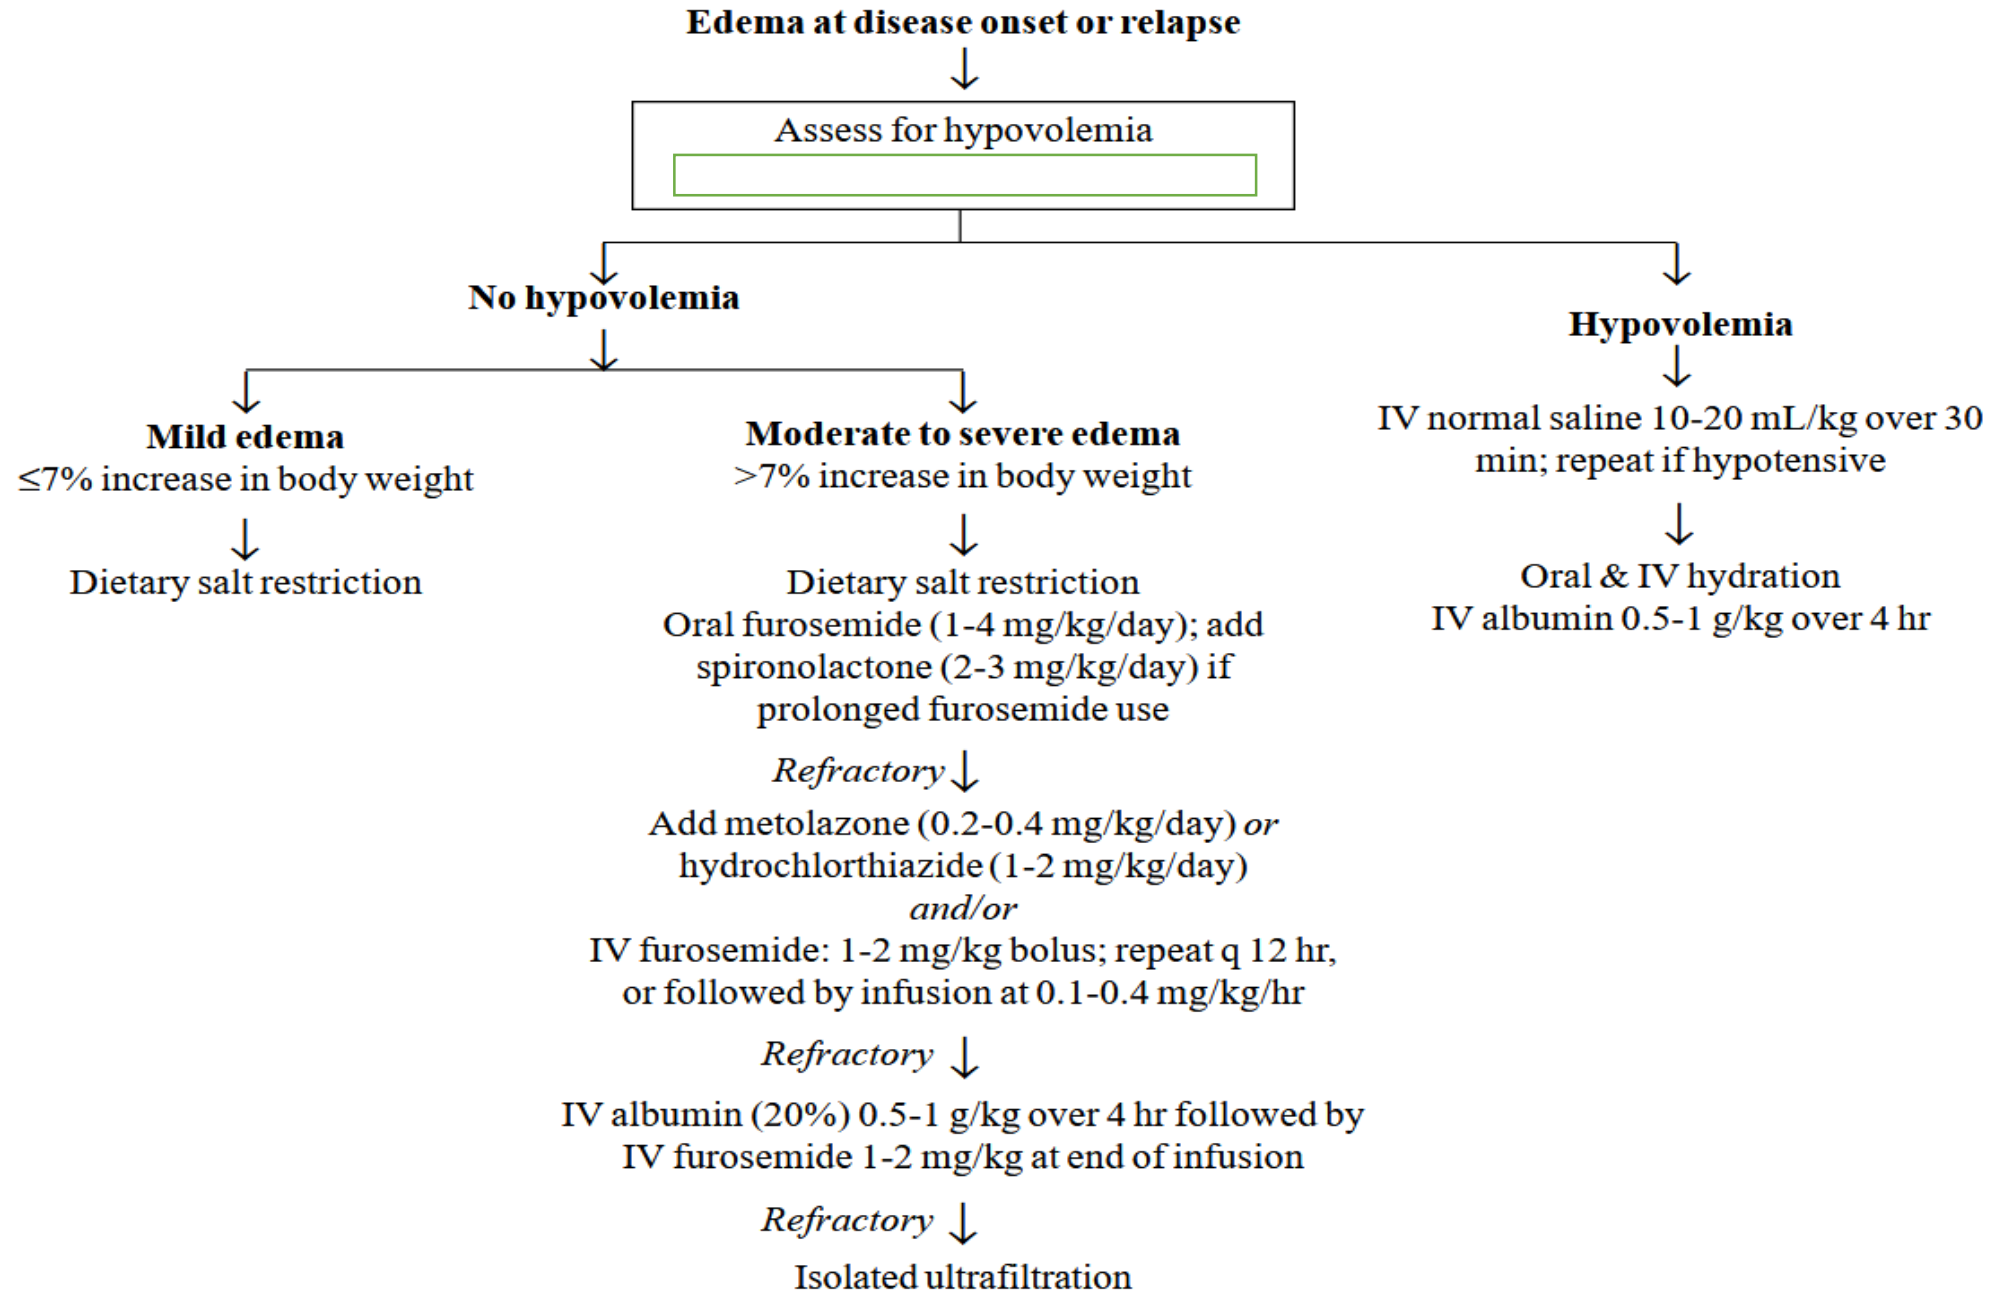 Edema at disease onset or relapse
Assess for hypovolemia
No hypovolemia
Hypovolemia
Mild edema
≤7% increase in body weight
Dietary salt restriction
Moderate to severe edema
>7% increase in body weight
Dietary salt restriction
Oral furosemide (1-4 mg/kg/day); add
spironolactone (2-3 mg/kg/day) if
prolonged furosemide use
Refractory
Add metolazone (0.2-0.4 mg/kg/day) or
hydrochlorthiazide (1-2 mg/kg/day)
and/or
IV furosemide: 1-2 mg/kg bolus; repeat q 12 hr,
or followed by infusion at 0.1-0.4 mg/kg/hr
Refractory
IV albumin (20%) 0.5-1 g/kg over 4 hr followed by
IV furosemide 1-2 mg/kg at end of infusion
Refractory
Isolated ultrafiltration
IV normal saline 10-20 mL/kg over 30
min; repeat if hypotensive
Oral & IV hydration
IV albumin 0.5-1 g/kg over 4 hr